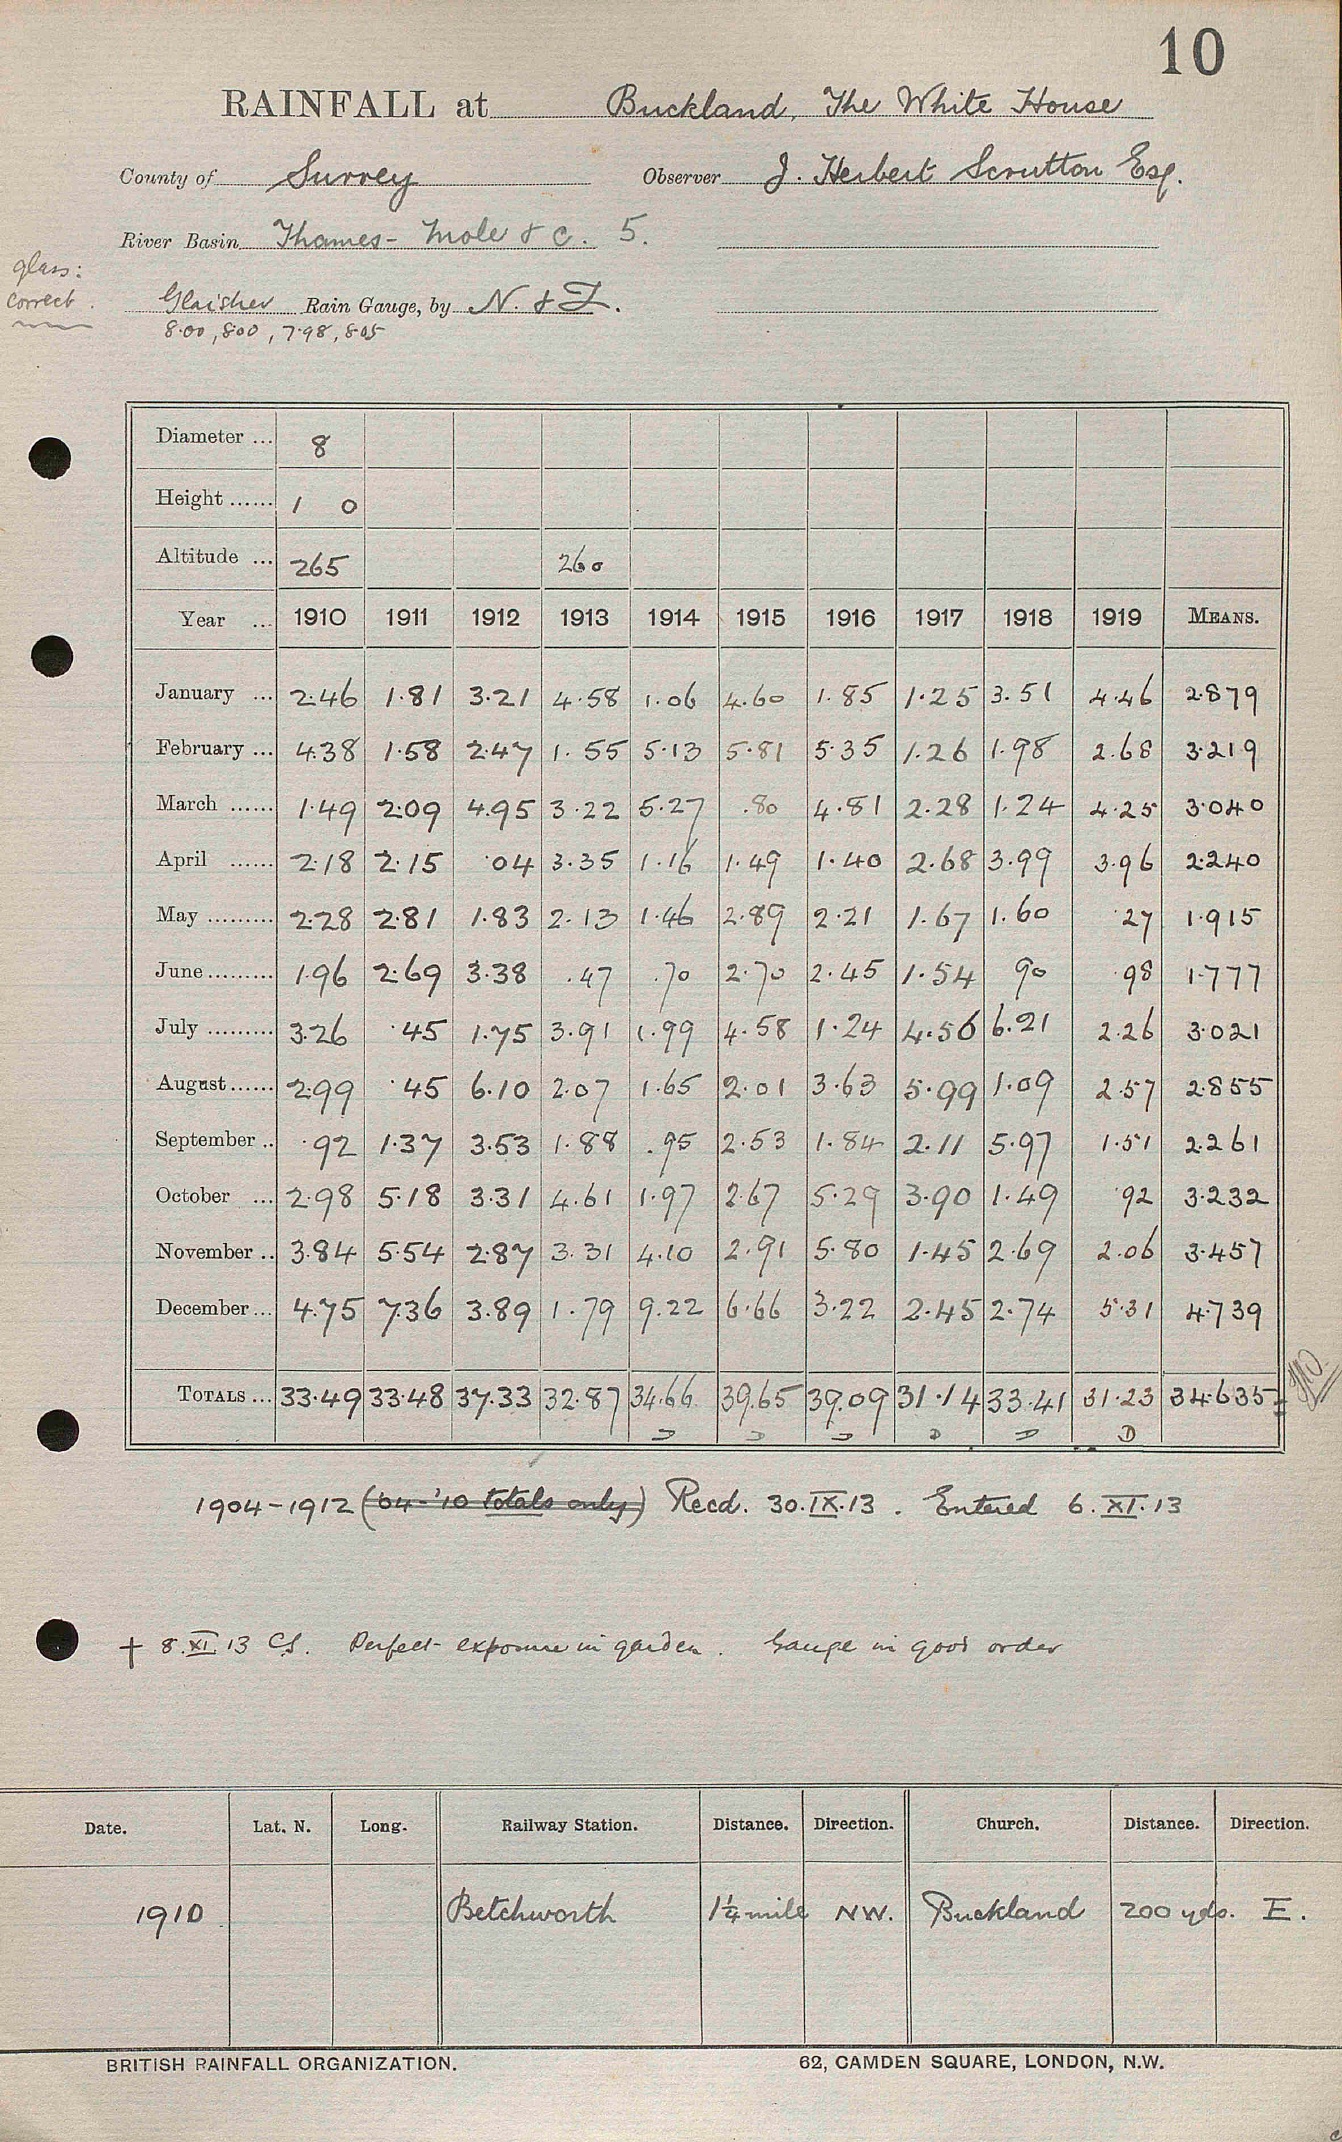 10
RAINFALL at Buckland, The White House
County of Surrey Observer J. Herbert Scrutton Esq.
River Basin Thames - Mole & c. 5.
glass:
correct.
Glaisher Rain Gauge, by N. & Z.
8.00, 8.00, 7.98, 8.05
Diameter ... 8
Height ...... 1 0
Altitude ... 265 260
Year ... 1910 1911 1912 1913 1914 1915 1916 1917 1918 1919 MEANS.
January ... 2.46 1.81 3.21 4.58 1.06 4.60 1.85 1.25 3.51 4.46 2.879
February ... 4.38 1.58 2.47 1.55 5.13 5.81 5.35 1.26 1.98 2.68 3.219
March ...... 1.49 2.09 4.95 3.22 5.27 .80 4.81 2.28 1.24 4.25 3.040
April ...... 2.18 2.15 .04 3.35 1.16 1.49 1.40 2.68 3.99 3.96 2.240
May ......... 2.28 2.81 1.83 2.13 1.46 2.89 2.21 1.67 1.60 .27 1.915
June ......... 1.96 2.69 3.38 .47 .70 2.70 2.45 1.54 90 .98 1.777
July ......... 3.26 .45 1.75 3.91 1.99 4.58 1.24 4.56 6.21 2.26 3.021
August ...... 2.99 .45 6.10 2.07 1.65 2.01 3.63 5.99 1.09 2.57 2.855
September .. .92 1.37 3.53 1.88 .95 2.53 1.84 2.11 5.97 1.51 2.261
October ... 2.98 5.18 3.31 4.61 1.97 2.67 5.29 3.90 1.49 .92 3.232
November .. 3.84 5.54 2.87 3.31 4.10 2.91 5.80 1.45 2.69 2.06 3.457
December ... 4.75 7.36 3.89 1.79 9.22 6.66 3.22 2.45 2.74 5.31 4.739
TOTALS ... 33.49 33.48 37.33 32.87 34.66 39.65 39.09 31.14 33.41 31.23 34.635
D D D D D D
1904-1912 ('04-'10 totals only) Recd. 30.IX.13. Entered 6.XI.13
† 8.XI.13 CS. Perfect exposure in garden. Gauge in good order
Date. Lat. N. Long. Railway Station. Distance. Direction. Church. Distance. Direction.
1910 Betchworth 1¼ mile NW. Buckland 200 yds. E.
BRITISH RAINFALL ORGANIZATION. 62, CAMDEN SQUARE, LONDON, N.W.